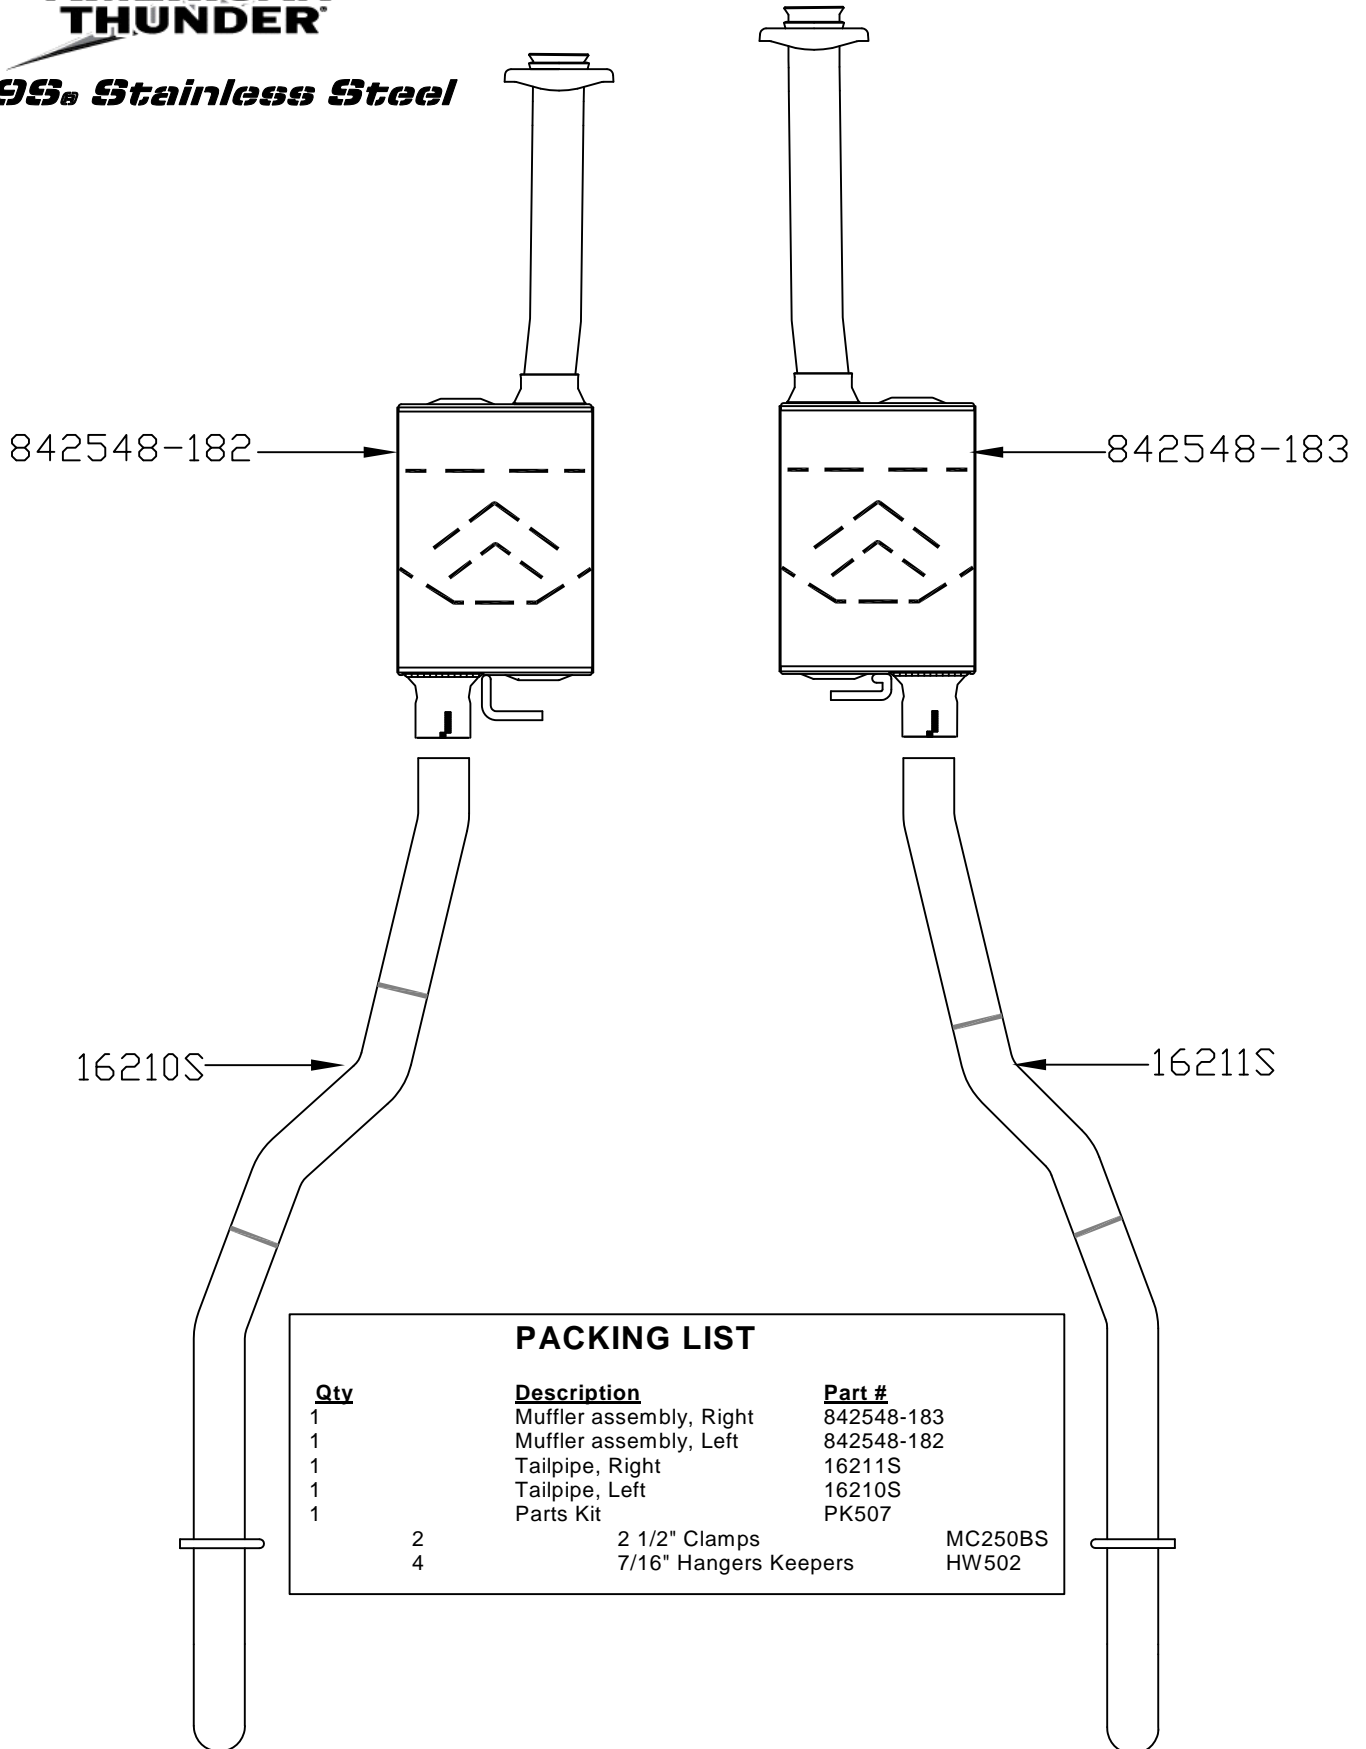 THUNDER®
9S® Stainless Steel
842548-182
842548-183
16210S
16211S
PACKING LIST
Qty Description Part #
1 Muffler assembly, Right 842548-183
1 Muffler assembly, Left 842548-182
1 Tailpipe, Right 16211S
1 Tailpipe, Left 16210S
1 Parts Kit PK507
2 2 1/2" Clamps MC250BS
4 7/16" Hangers Keepers HW502